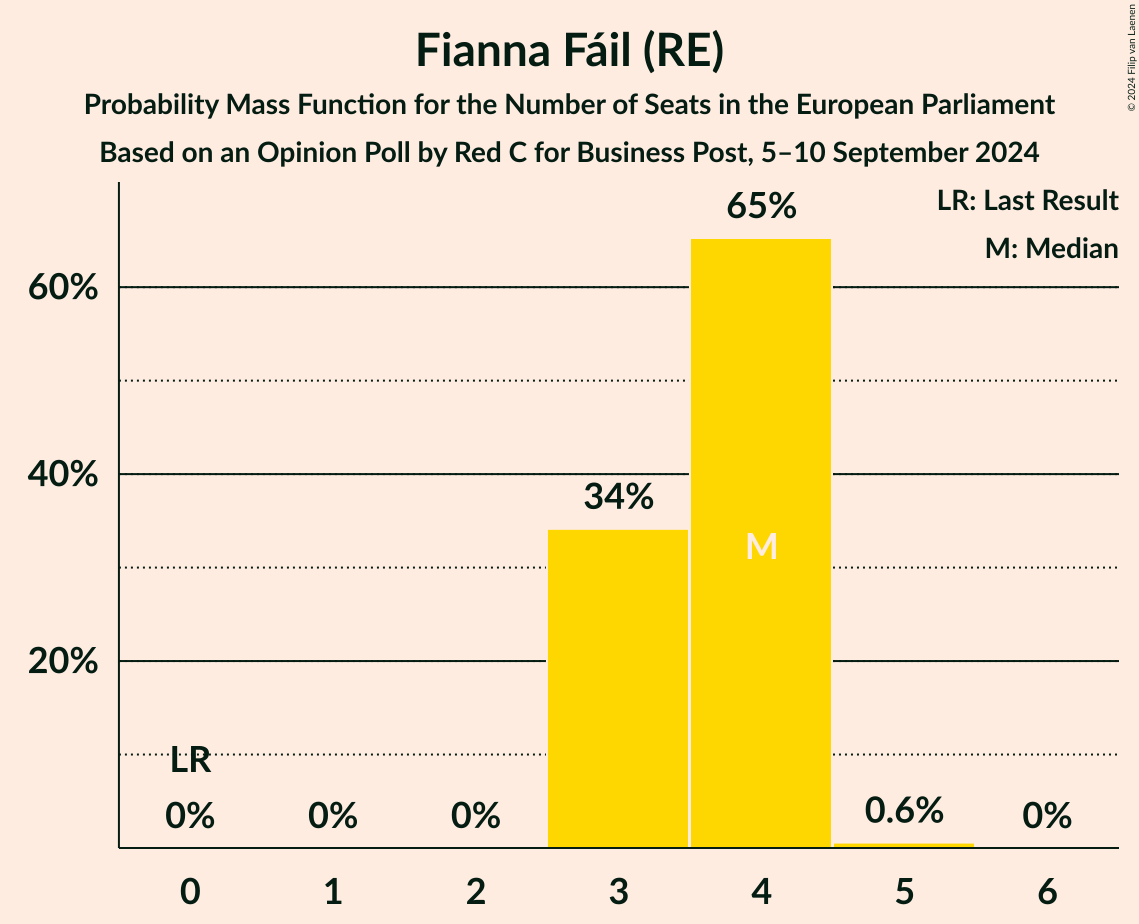 Fianna Fáil (RE)
Probability Mass Function for the Number of Seats in the European Parliament
Based on an Opinion Poll by Red C for Business Post, 5–10 September 2024
© 2024 Filip van Laenen
LR: Last Result
M: Median
65%
60%
40%
34%
M
20%
LR
0%
0%
0%
0.6%
0%
0
1
2
3
4
5
6